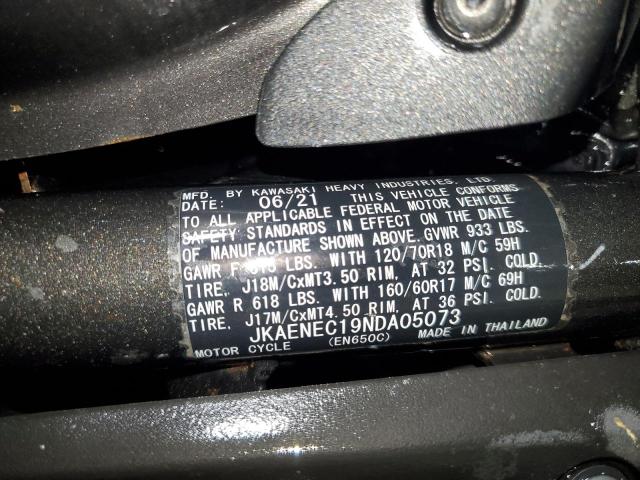 MFD. BY KAWASAKI HEAVY INDUSTRIES, LTD.
DATE: 06/21 THIS VEHICLE CONFORMS
TO ALL APPLICABLE FEDERAL MOTOR VEHICLE
SAFETY STANDARDS IN EFFECT ON THE DATE
OF MANUFACTURE SHOWN ABOVE. GVWR 933 LBS.
GAWR F LBS. WITH 120/70R18 M/C 59H
TIRE, J18M/CxMT3.50 RIM, AT 32 PSI. COLD.
GAWR R 618 LBS. WITH 160/60R17 M/C 69H
TIRE, J17M/CxMT4.50 RIM, AT 36 PSI. COLD.
JKAENEC19NDA05073
MOTOR CYCLE (EN650C) MADE IN THAILAND